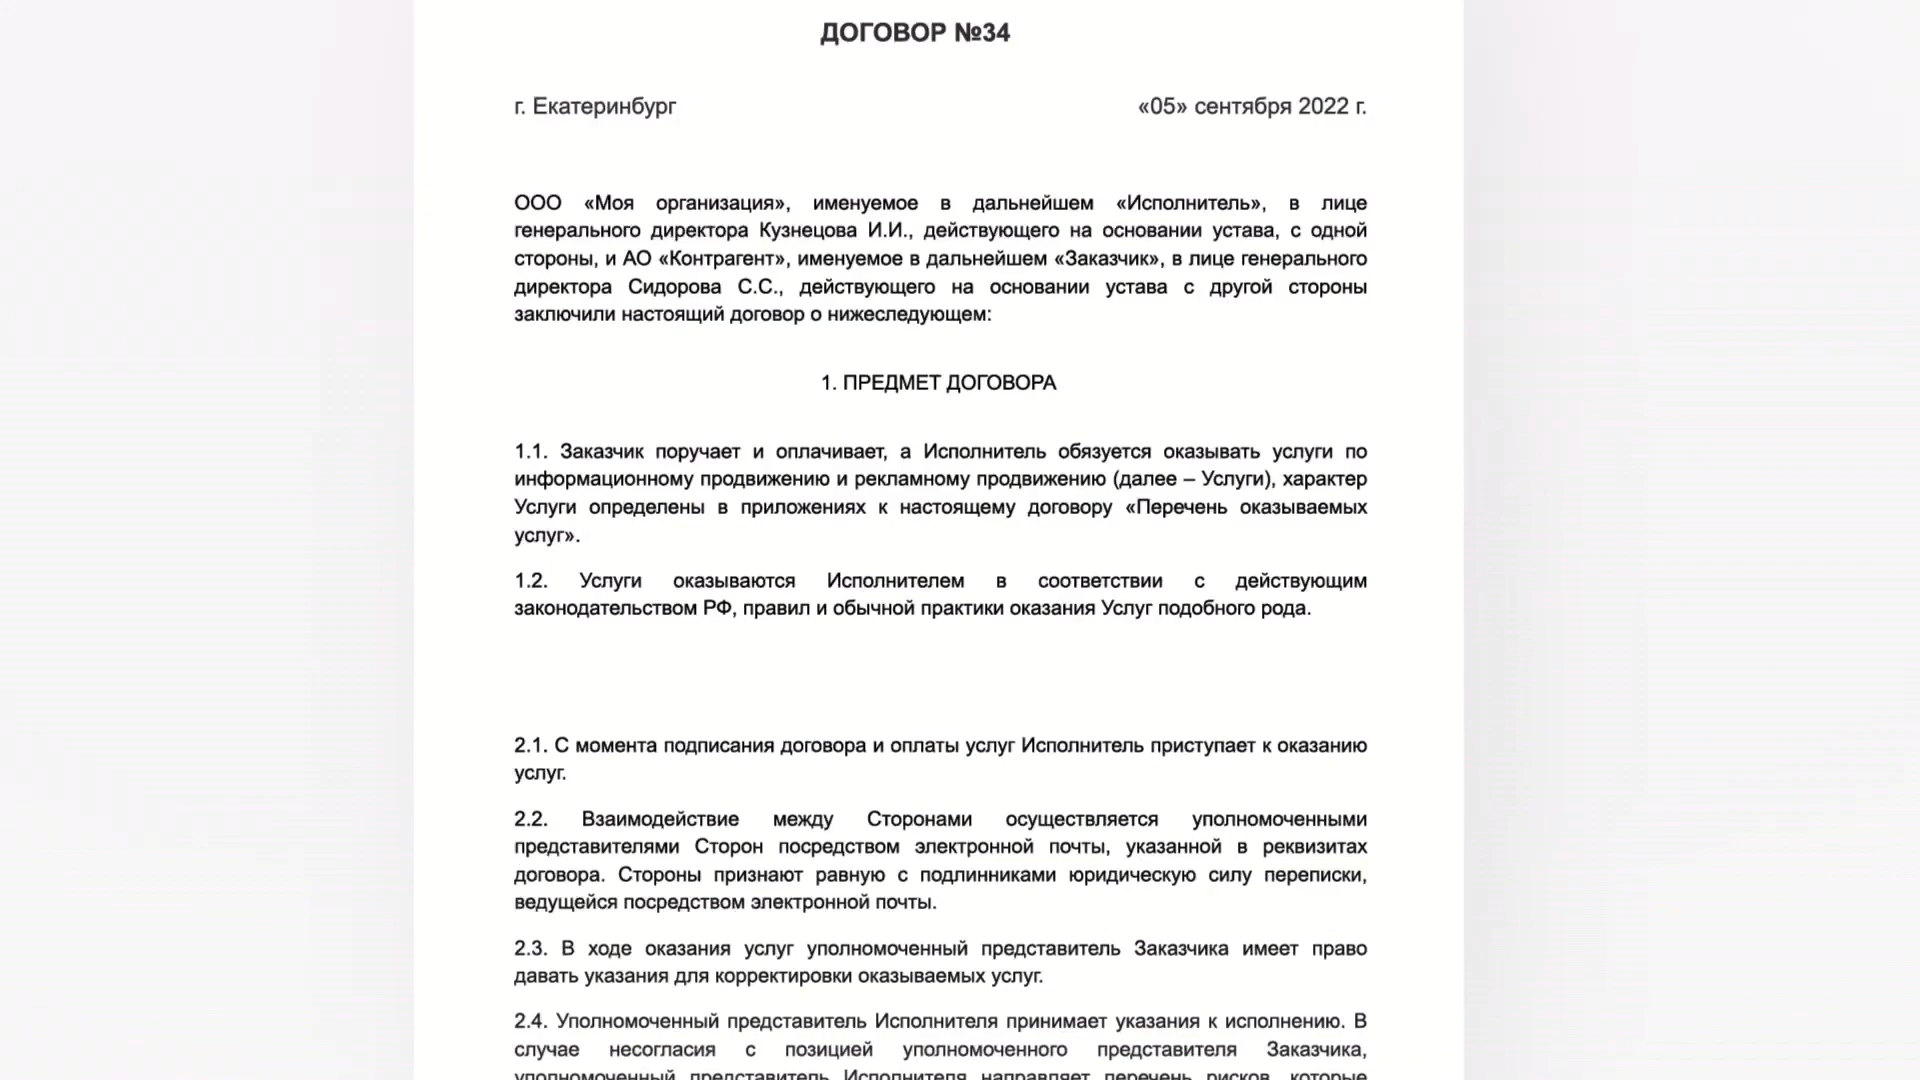 ДОГОВОР №34
г. Екатеринбург «05» сентября 2022 г.
ООО «Моя организация», именуемое в дальнейшем «Исполнитель», в лице
генерального директора Кузнецова И.И., действующего на основании устава, с одной
стороны, и АО «Контрагент», именуемое в дальнейшем «Заказчик», в лице генерального
директора Сидорова С.С., действующего на основании устава с другой стороны
заключили настоящий договор о нижеследующем:
1. ПРЕДМЕТ ДОГОВОРА
1.1. Заказчик поручает и оплачивает, а Исполнитель обязуется оказывать услуги по
информационному продвижению и рекламному продвижению (далее – Услуги), характер
Услуги определены в приложениях к настоящему договору «Перечень оказываемых
услуг».
1.2. Услуги оказываются Исполнителем в соответствии с действующим
законодательством РФ, правил и обычной практики оказания Услуг подобного рода.
2.1. С момента подписания договора и оплаты услуг Исполнитель приступает к оказанию
услуг.
2.2. Взаимодействие между Сторонами осуществляется уполномоченными
представителями Сторон посредством электронной почты, указанной в реквизитах
договора. Стороны признают равную с подлинниками юридическую силу переписки,
ведущейся посредством электронной почты.
2.3. В ходе оказания услуг уполномоченный представитель Заказчика имеет право
давать указания для корректировки оказываемых услуг.
2.4. Уполномоченный представитель Исполнителя принимает указания к исполнению. В
случае несогласия с позицией уполномоченного представителя Заказчика,
уполномоченный представитель Исполнителя направляет перечень рисков, которые